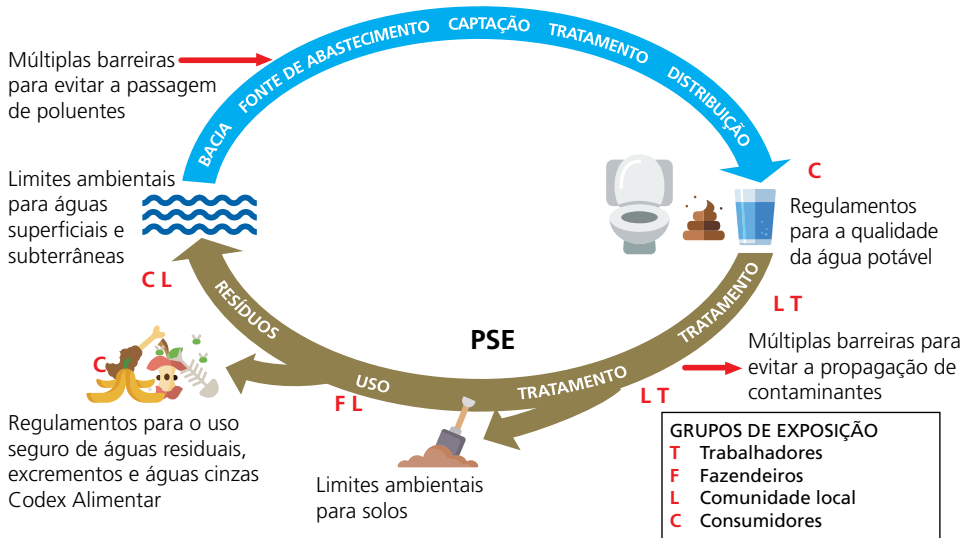 BACIA FONTE DE ABASTECIMENTO CAPTAÇÃO TRATAMENTO DISTRIBUIÇÃO
Múltiplas barreiras
para evitar a passagem
de poluentes
Limites ambientais
para águas
superficiais e
subterrâneas
C
Regulamentos
para a qualidade
da água potável
C L
L T
RESÍDUOS
USO
TRATAMENTO
TRATAMENTO
PSE
Múltiplas barreiras para
evitar a propagação de
contaminantes
C
F L
L T
Regulamentos para o uso
seguro de águas residuais,
excrementos e águas cinzas
Codex Alimentar
Limites ambientais
para solos
GRUPOS DE EXPOSIÇÃO
T Trabalhadores
F Fazendeiros
L Comunidade local
C Consumidores